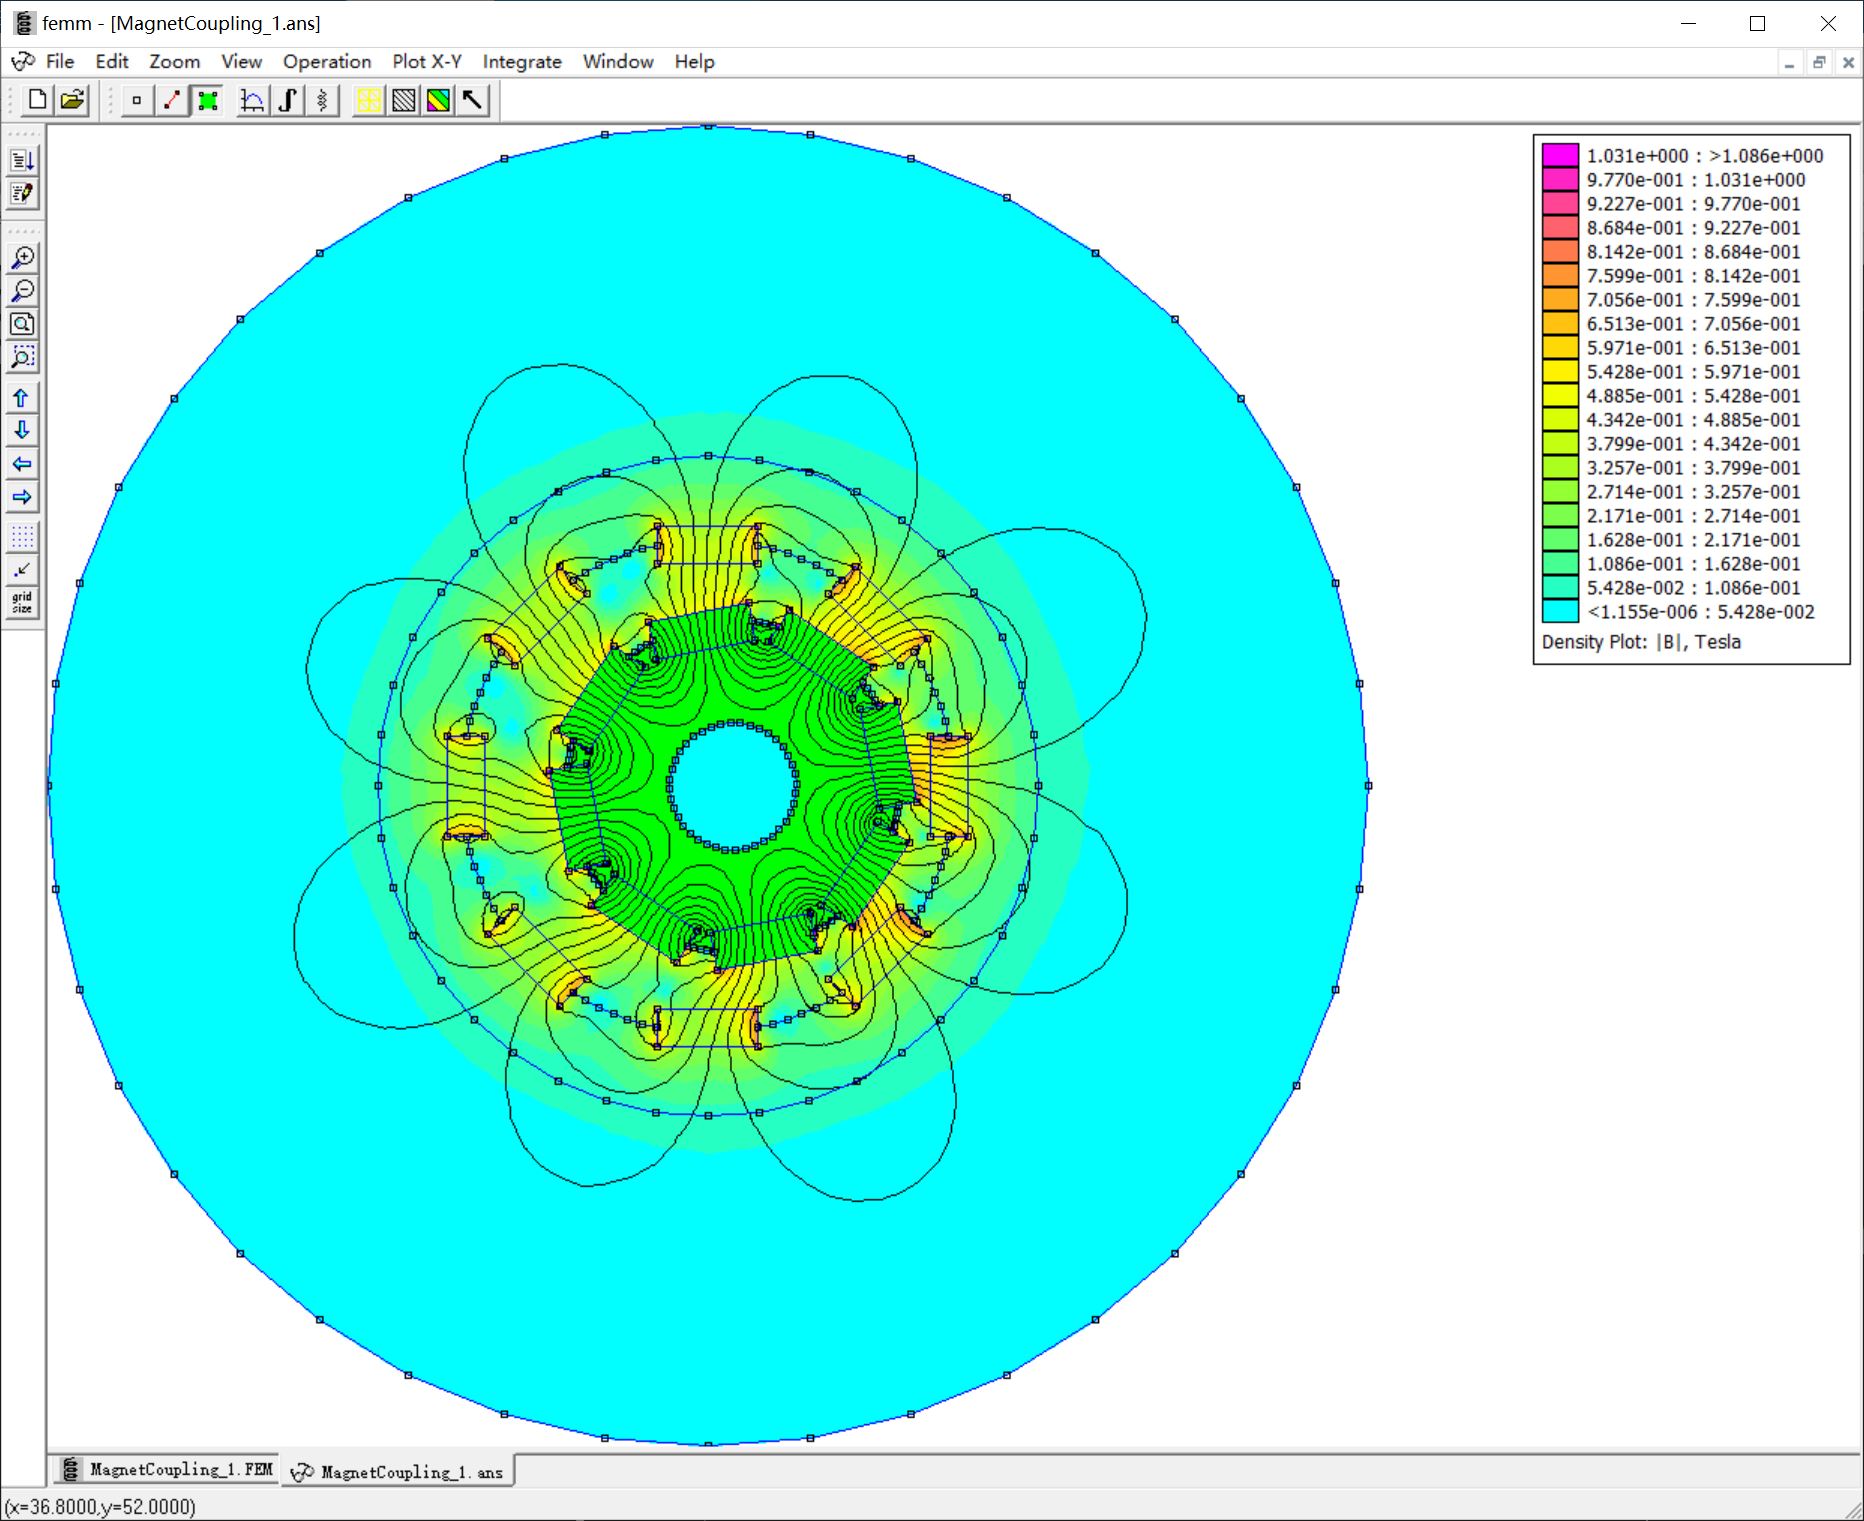 femm - [MagnetCoupling_1.ans]
File Edit Zoom View Operation Plot X-Y Integrate Window Help
1.031e+000 : >1.086e+000
9.770e-001 : 1.031e+000
9.227e-001 : 9.770e-001
8.684e-001 : 9.227e-001
8.142e-001 : 8.684e-001
7.599e-001 : 8.142e-001
7.056e-001 : 7.599e-001
6.513e-001 : 7.056e-001
5.971e-001 : 6.513e-001
5.428e-001 : 5.971e-001
4.885e-001 : 5.428e-001
4.342e-001 : 4.885e-001
3.799e-001 : 4.342e-001
3.257e-001 : 3.799e-001
2.714e-001 : 3.257e-001
2.171e-001 : 2.714e-001
1.628e-001 : 2.171e-001
1.086e-001 : 1.628e-001
5.428e-002 : 1.086e-001
<1.155e-006 : 5.428e-002
Density Plot: |B|, Tesla
grid
size
MagnetCoupling_1.FEM
MagnetCoupling_1.ans
(x=36.8000,y=52.0000)